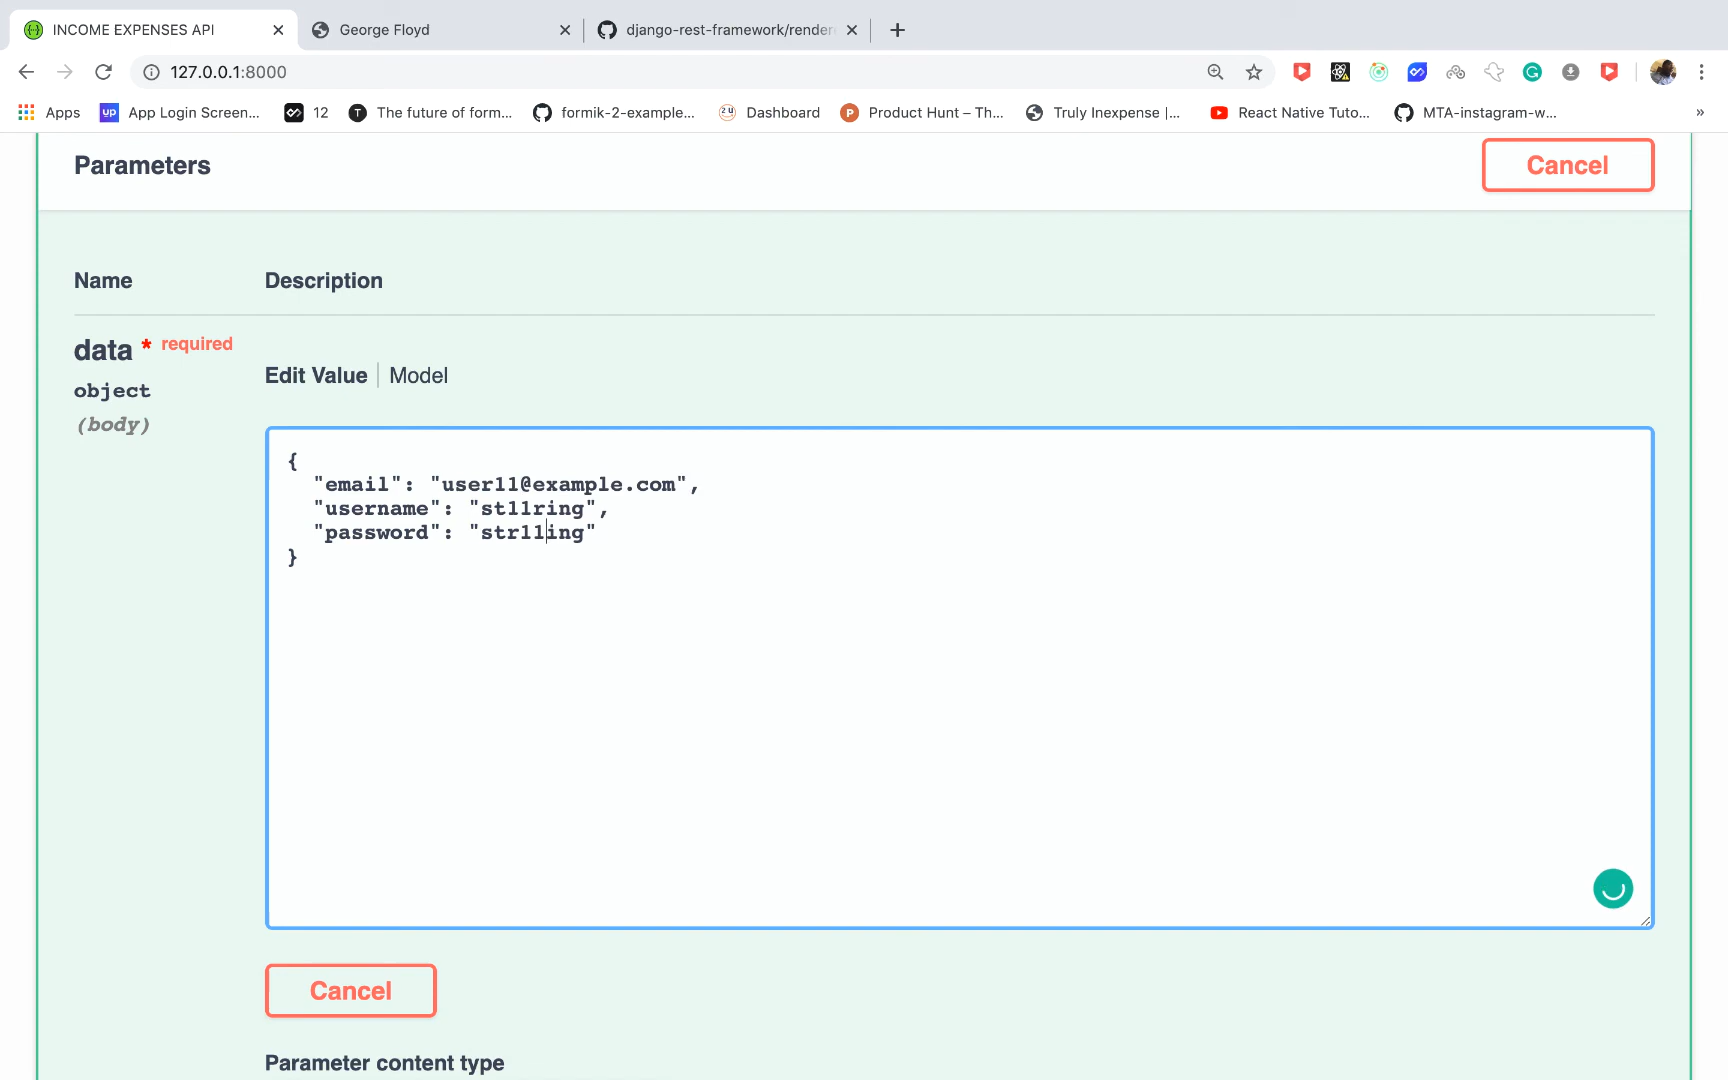 INCOME EXPENSES API
George Floyd
django-rest-framework/render
127.0.0.1:8000
Apps
up
App Login Screen...
12
T
The future of form...
formik-2-example...
2U
Dashboard
P
Product Hunt – Th...
Truly Inexpense |...
React Native Tuto...
MTA-instagram-w...
»
Parameters
Cancel
Name
Description
data * required
object
(body)
Edit Value | Model
{
"email": "user11@example.com",
"username": "st11ring",
"password": "str11ing"
}
Cancel
Parameter content type